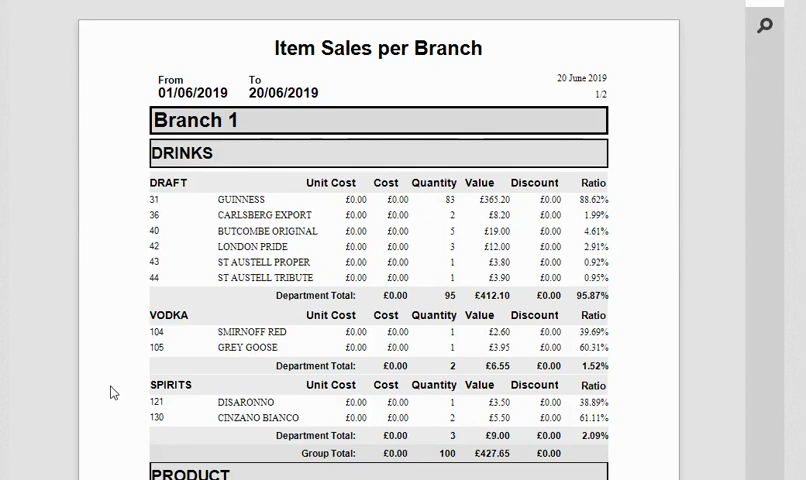 Item Sales per Branch
From To 20 June 2019
01/06/2019 20/06/2019 1/2
Branch 1
DRINKS
DRAFT Unit Cost Cost Quantity Value Discount Ratio
31 GUINNESS £0.00 £0.00 83 £365.20 £0.00 88.62%
36 CARLSBERG EXPORT £0.00 £0.00 2 £8.20 £0.00 1.99%
40 BUTCOMBE ORIGINAL £0.00 £0.00 5 £19.00 £0.00 4.61%
42 LONDON PRIDE £0.00 £0.00 3 £12.00 £0.00 2.91%
43 ST AUSTELL PROPER £0.00 £0.00 1 £3.80 £0.00 0.92%
44 ST AUSTELL TRIBUTE £0.00 £0.00 1 £3.90 £0.00 0.95%
Department Total: £0.00 95 £412.10 £0.00 95.87%
VODKA Unit Cost Cost Quantity Value Discount Ratio
104 SMIRNOFF RED £0.00 £0.00 1 £2.60 £0.00 39.69%
105 GREY GOOSE £0.00 £0.00 1 £3.95 £0.00 60.31%
Department Total: £0.00 2 £6.55 £0.00 1.52%
SPIRITS Unit Cost Cost Quantity Value Discount Ratio
121 DISARONNO £0.00 £0.00 1 £3.50 £0.00 38.89%
130 CINZANO BIANCO £0.00 £0.00 2 £5.50 £0.00 61.11%
Department Total: £0.00 3 £9.00 £0.00 2.09%
Group Total: £0.00 100 £427.65 £0.00
PRODUCT